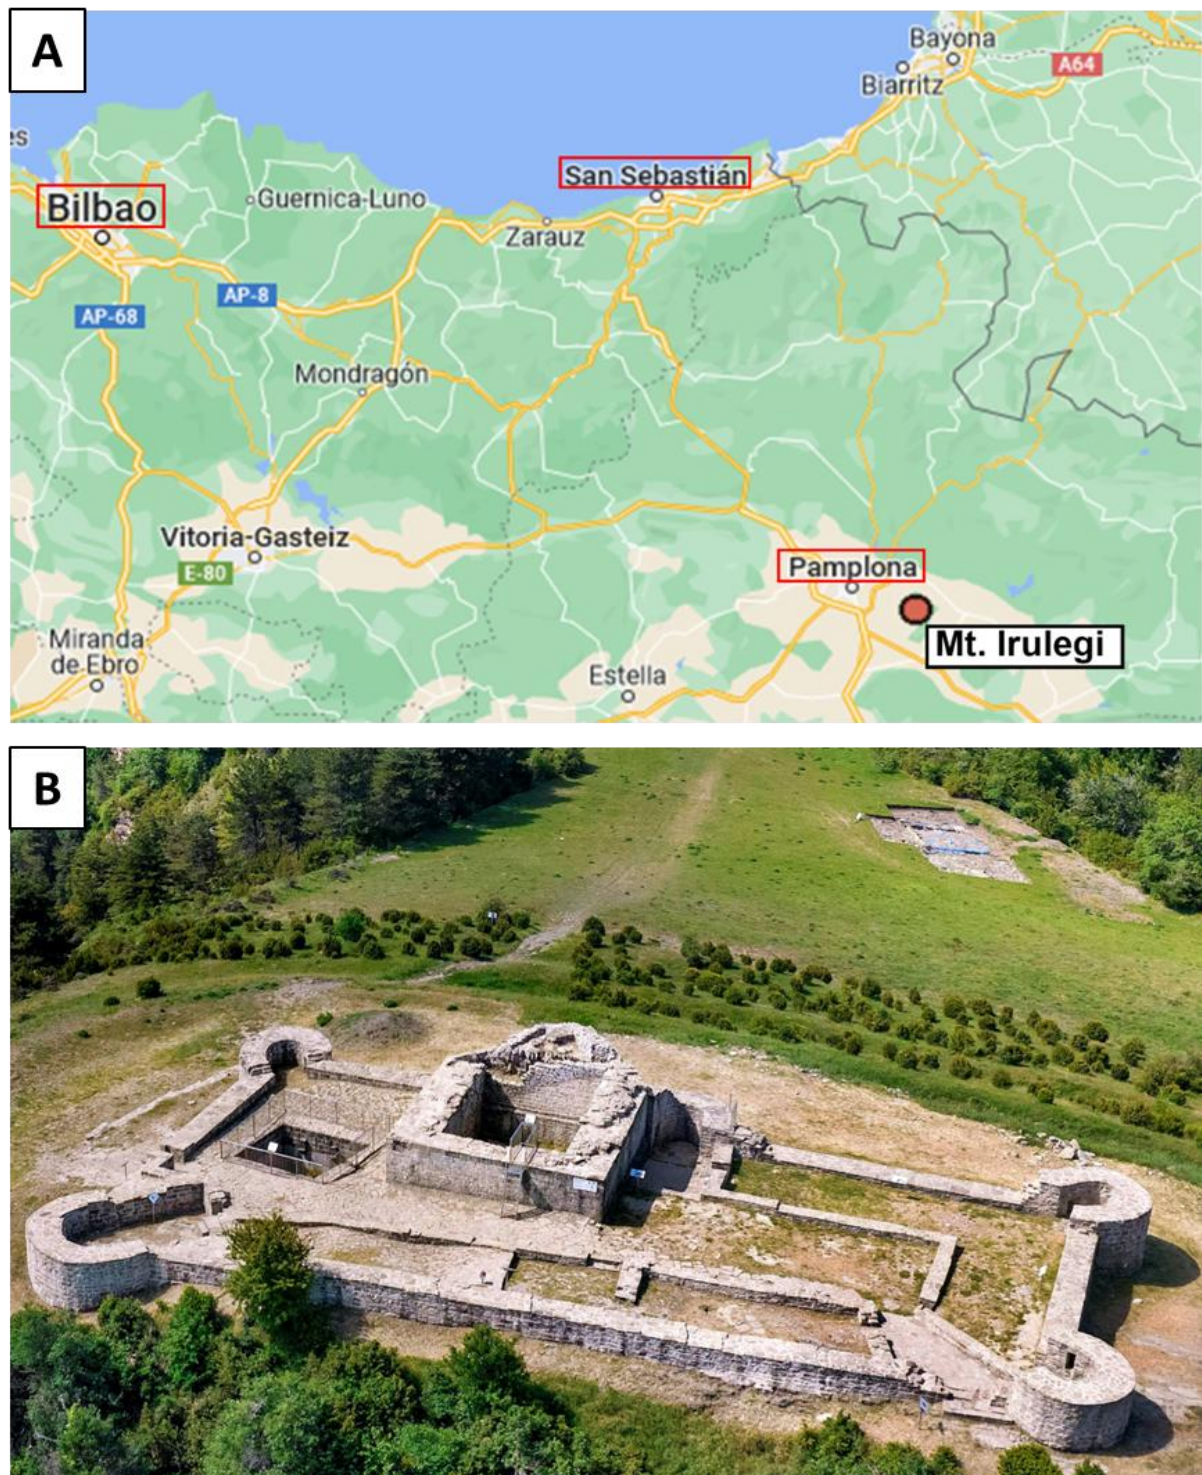 A
es
Bayona
Biarritz
A64
San Sebastián
Bilbao
Guernica-Luno
Zarauz
AP-8
AP-68
Mondragón
Vitoria-Gasteiz
E-80
Pamplona
Mt. Irulegi
Miranda
de Ebro
Estella
B